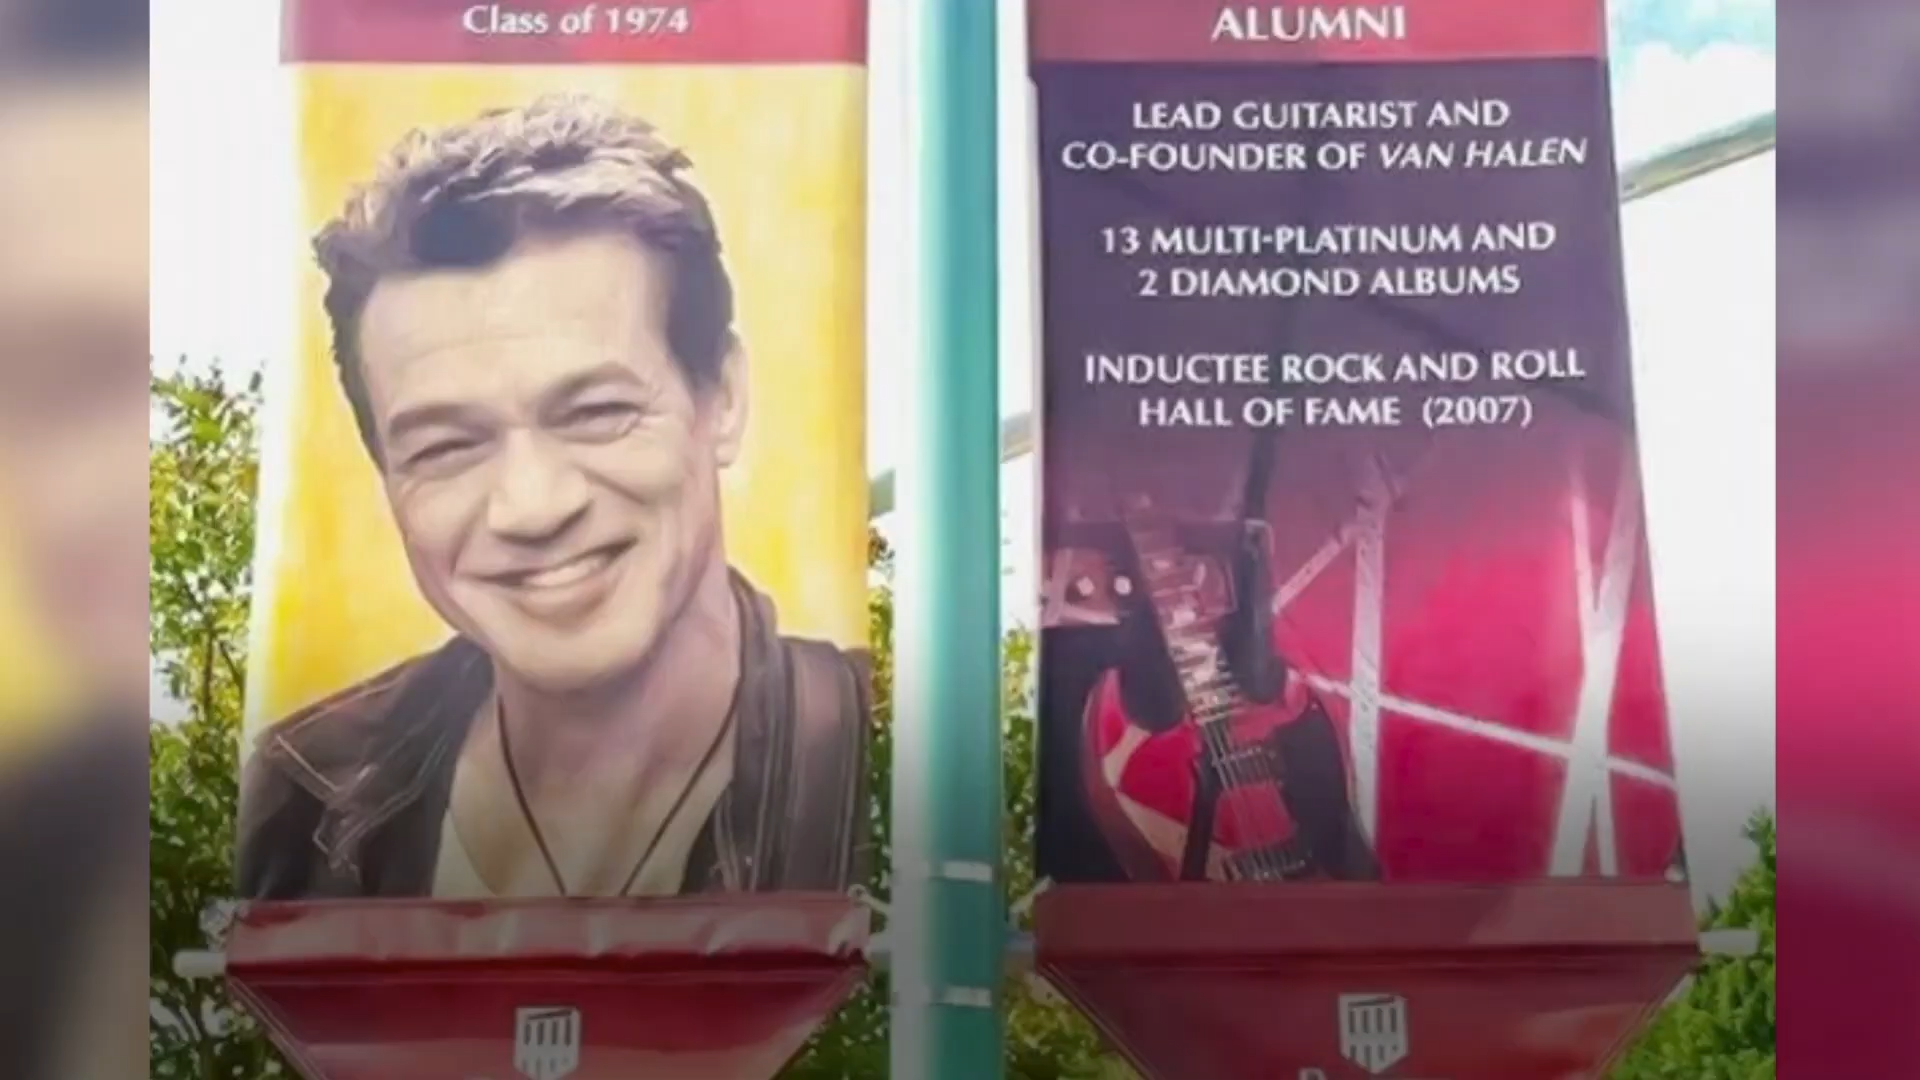 Class of 1974
ALUMNI
LEAD GUITARIST AND
CO-FOUNDER OF VAN HALEN
13 MULTI-PLATINUM AND
2 DIAMOND ALBUMS
INDUCTEE ROCK AND ROLL
HALL OF FAME (2007)